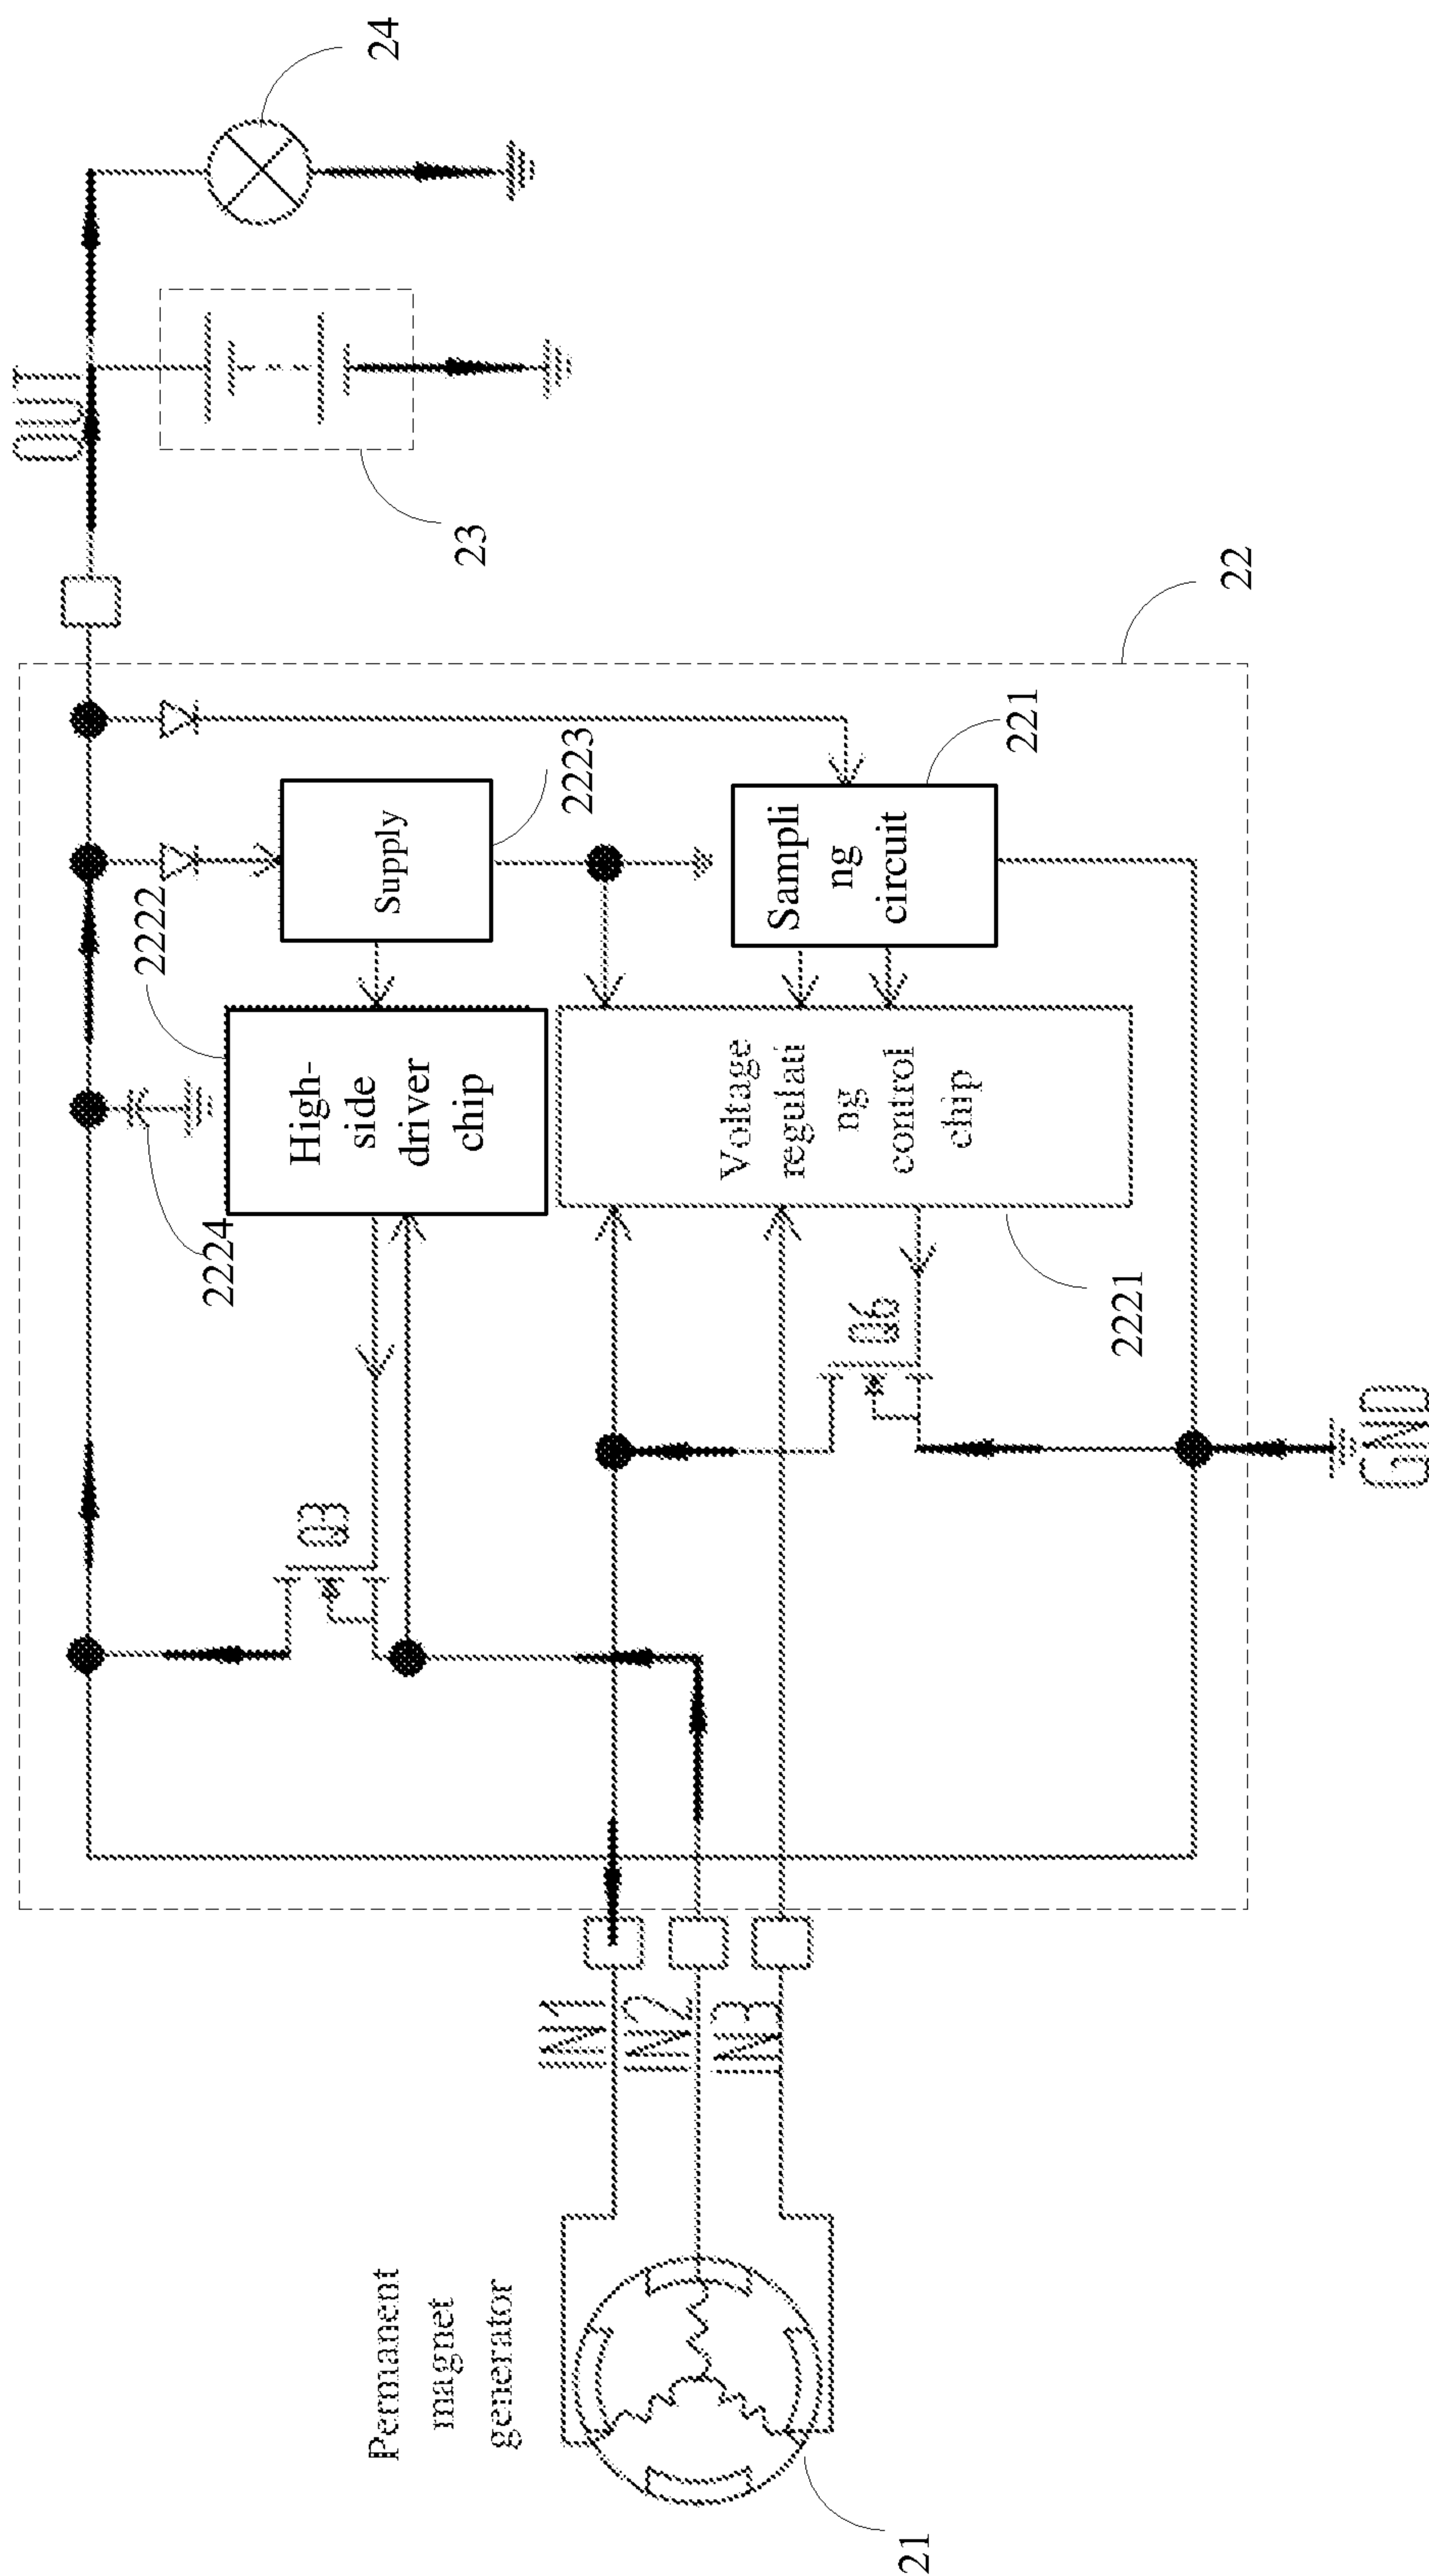 Permanent
magnet
generator
21
IN1
IN2
IN3
Q3
Q6
2224
2222
High-
side
driver
chip
Voltage
regulati
ng
control
chip
2221
Supply
2223
Sampli
ng
circuit
221
22
GND
OUT
23
24